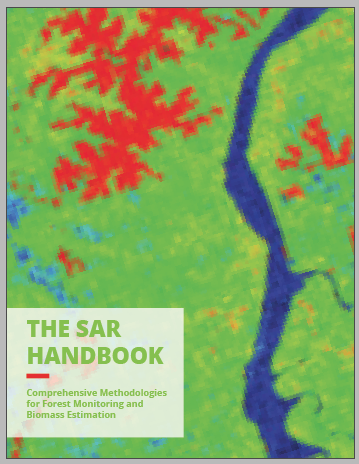 THE SAR
HANDBOOK
Comprehensive Methodologies
for Forest Monitoring and
Biomass Estimation